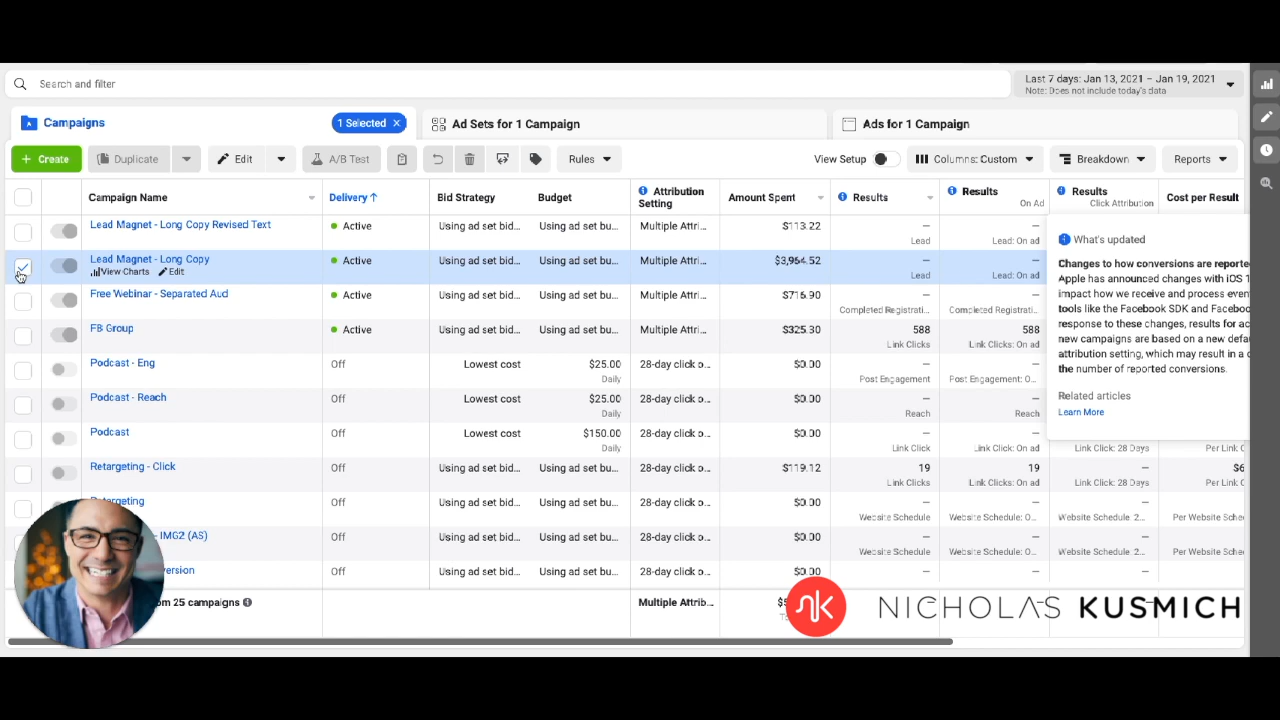 Search and filter
Last 7 days: Jan 13, 2021 – Jan 19, 2021
Note: Does not include today's data
Campaigns
1 Selected ×
Ad Sets for 1 Campaign
Ads for 1 Campaign
+ Create
Duplicate
Edit
A/B Test
Rules
View Setup
Columns: Custom
Breakdown
Reports
Campaign Name
Delivery ↑
Bid Strategy
Budget
Attribution
Setting
Amount Spent
Results
Results
On Ad
Results
Click Attribution
Cost per Result
Lead Magnet - Long Copy Revised Text
Active
Using ad set bid...
Using ad set bu...
Multiple Attri...
$113.22
—
Lead
—
Lead: On ad
Lead Magnet - Long Copy
View Charts Edit
Active
Using ad set bid...
Using ad set bu...
Multiple Attri...
$3,964.52
—
Lead
—
Lead: On ad
Free Webinar - Separated Aud
Active
Using ad set bid...
Using ad set bu...
Multiple Attri...
$716.90
—
Completed Registrati...
—
Completed Registrati...
FB Group
Active
Using ad set bid...
Using ad set bu...
Multiple Attri...
$325.30
588
Link Clicks
588
Link Clicks: On ad
Podcast - Eng
Off
Lowest cost
$25.00
Daily
28-day click o...
$0.00
—
Post Engagement
—
Post Engagement: O...
Podcast - Reach
Off
Lowest cost
$25.00
Daily
28-day click o...
$0.00
—
Reach
—
Reach
Podcast
Off
Lowest cost
$150.00
Daily
28-day click o...
$0.00
—
Link Click
—
Link Click: On ad
Link Click: 28 Days
Per Link
Retargeting - Click
Off
Using ad set bid...
Using ad set bu...
28-day click o...
$119.12
19
Link Clicks
19
Link Clicks: On ad
—
Link Click: 28 Days
$6
Per Link C
Retargeting
Off
Using ad set bid...
Using ad set bu...
28-day click o...
$0.00
—
Website Schedule
—
Website Schedule: O...
—
Website Schedule: 2...
Per Website Sche
- IMG2 (AS)
Off
Using ad set bid...
Using ad set bu...
28-day click o...
$0.00
—
Website Schedule
—
Website Schedule: O...
—
Website Schedule: 2...
Per Website Sche
version
Off
Using ad set bid...
Using ad set bu...
28-day click o...
$0.00
—
—
—
What's updated
Changes to how conversions are reporte
Apple has announced changes with iOS 1
impact how we receive and process even
tools like the Facebook SDK and Facebo
response to these changes, results for ac
new campaigns are based on a new defa
attribution setting, which may result in a
the number of reported conversions.
Related articles
Learn More
om 25 campaigns
Multiple Attrib...
NICHOLAS KUSMICH